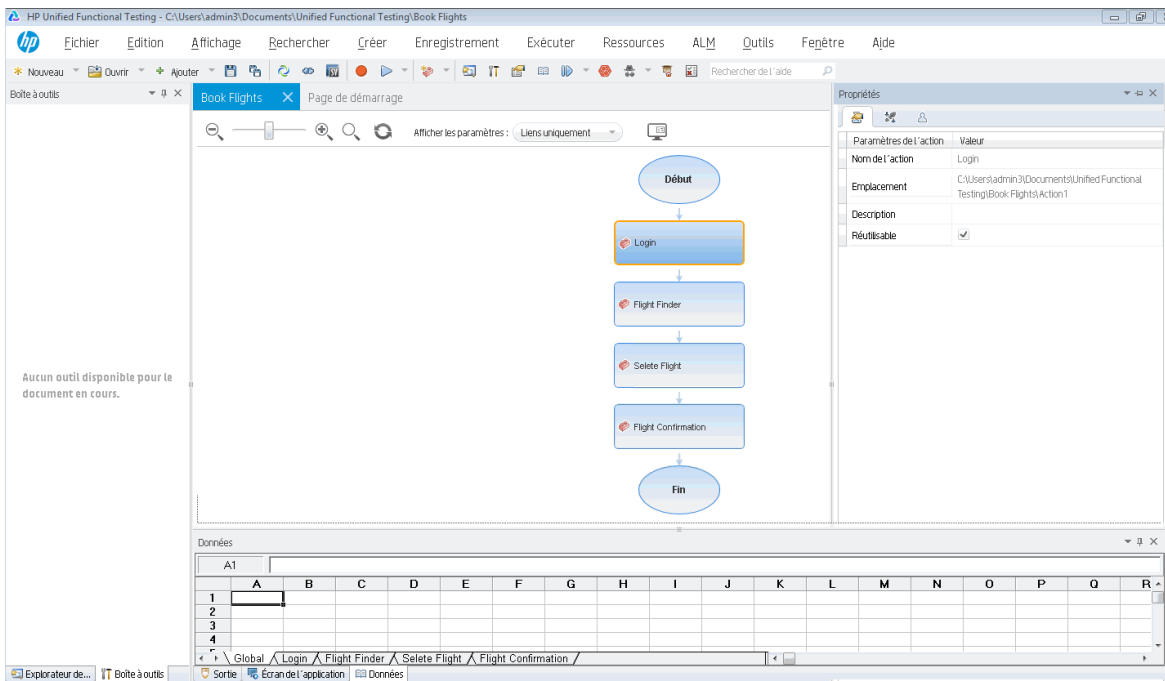 HP Unified Functional Testing - C:\Users\admin3\Documents\Unified Functional Testing\Book Flights
hp Fichier Edition Affichage Rechercher Créer Enregistrement Exécuter Ressources ALM Outils Fenêtre Aide
Nouveau Ouvrir Ajouter Rechercher de l'aide
Boîte à outils
Book Flights Page de démarrage
Propriétés
Afficher les paramètres : Liens uniquement
Paramètres de l'action Valeur
Nom de l'action Login
Emplacement C:\Users\admin3\Documents\Unified Functional
Testing\Book Flights\Action1
Description
Réutilisable
Début
Login
Flight Finder
Selete Flight
Flight Confirmation
Fin
Aucun outil disponible pour le
document en cours.
Données
A1
A B C D E F G H I J K L M N O P Q R
1
2
3
4
Global Login Flight Finder Selete Flight Flight Confirmation
Explorateur de... Boîte à outils Sortie Écran de l'application Données